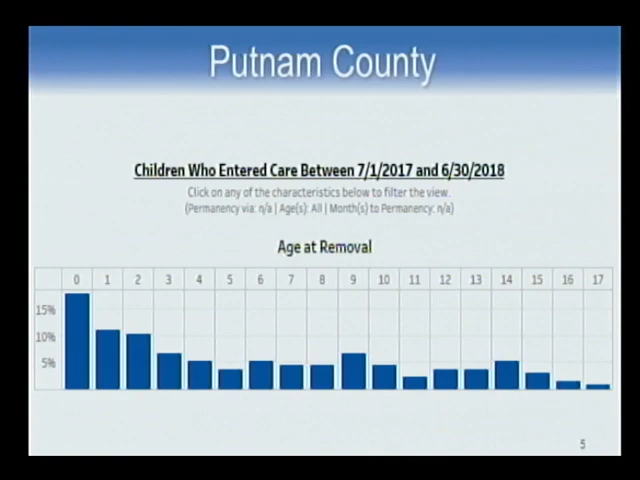 Putnam County
Children Who Entered Care Between 7/1/2017 and 6/30/2018
Click on any of the characteristics below to filter the view.
(Permanency via: n/a | Age(s): All | Month(s) to Permanency: n/a)
Age at Removal
0 1 2 3 4 5 6 7 8 9 10 11 12 13 14 15 16 17
15%
10%
5%
5